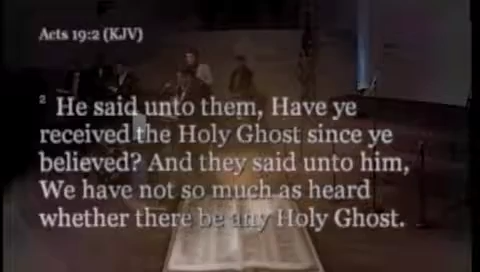 Acts 19:2 (KJV)
2 He said unto them, Have ye
received the Holy Ghost since ye
believed? And they said unto him,
We have not so much as heard
whether there be any Holy Ghost.